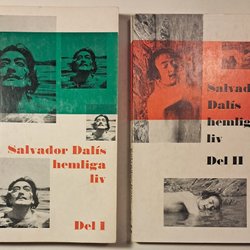 Salvador Dalís
hemliga
liv
Del I
Salvador
Dalís
hemliga
liv
Del II